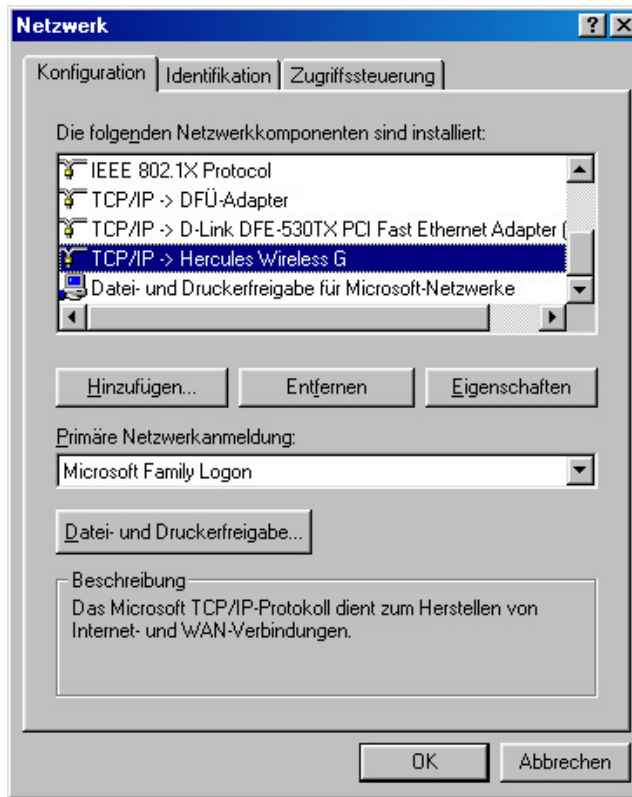 Netzwerk
Konfiguration
Identifikation
Zugriffssteuerung
Die folgenden Netzwerkkomponenten sind installiert:
IEEE 802.1X Protocol
TCP/IP -> DFÜ-Adapter
TCP/IP -> D-Link DFE-530TX PCI Fast Ethernet Adapter (
TCP/IP -> Hercules Wireless G
Datei- und Druckerfreigabe für Microsoft-Netzwerke
Hinzufügen...
Entfernen
Eigenschaften
Primäre Netzwerkanmeldung:
Microsoft Family Logon
Datei- und Druckerfreigabe...
Beschreibung
Das Microsoft TCP/IP-Protokoll dient zum Herstellen von
Internet- und WAN-Verbindungen.
OK
Abbrechen